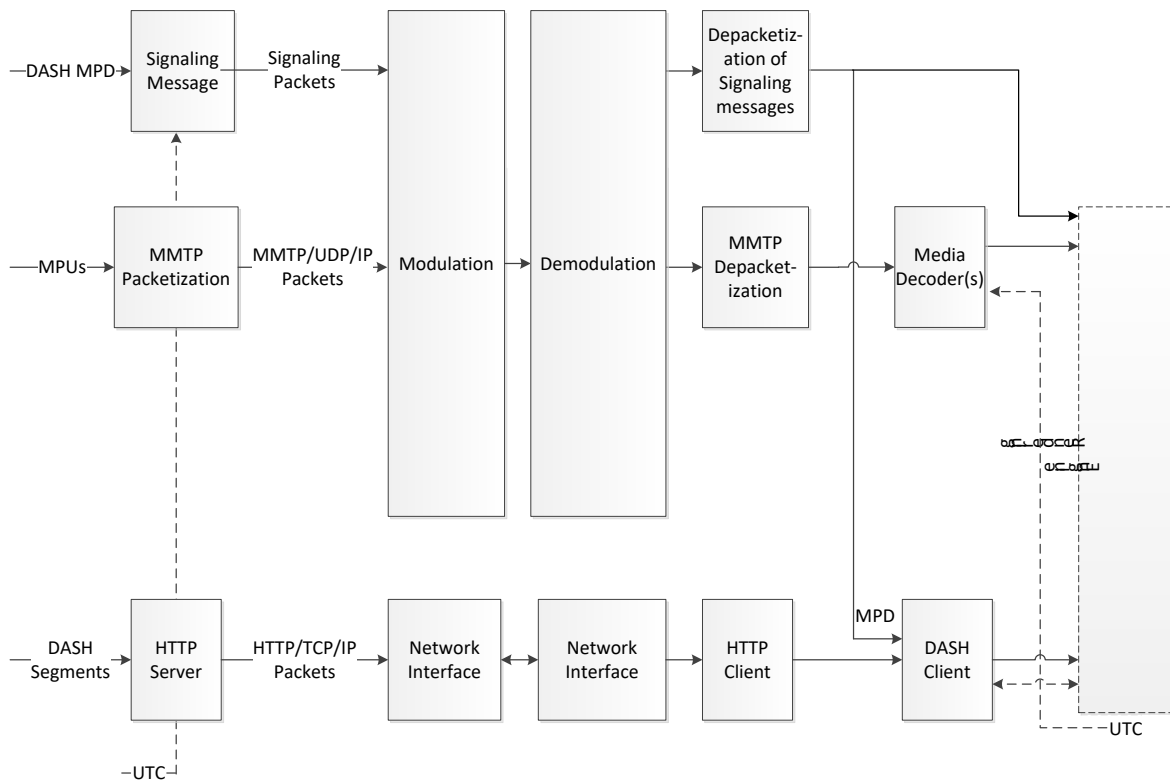 DASH MPD
Signaling
Message
Signaling
Packets
Depacketiz-
ation of
Signaling
messages
MPUs
MMTP
Packetization
MMTP/UDP/IP
Packets
Modulation
Demodulation
MMTP
Depacket-
ization
Media
Decoder(s)
DASH
Segments
HTTP
Server
HTTP/TCP/IP
Packets
Network
Interface
Network
Interface
HTTP
Client
MPD
DASH
Client
UTC
UTC